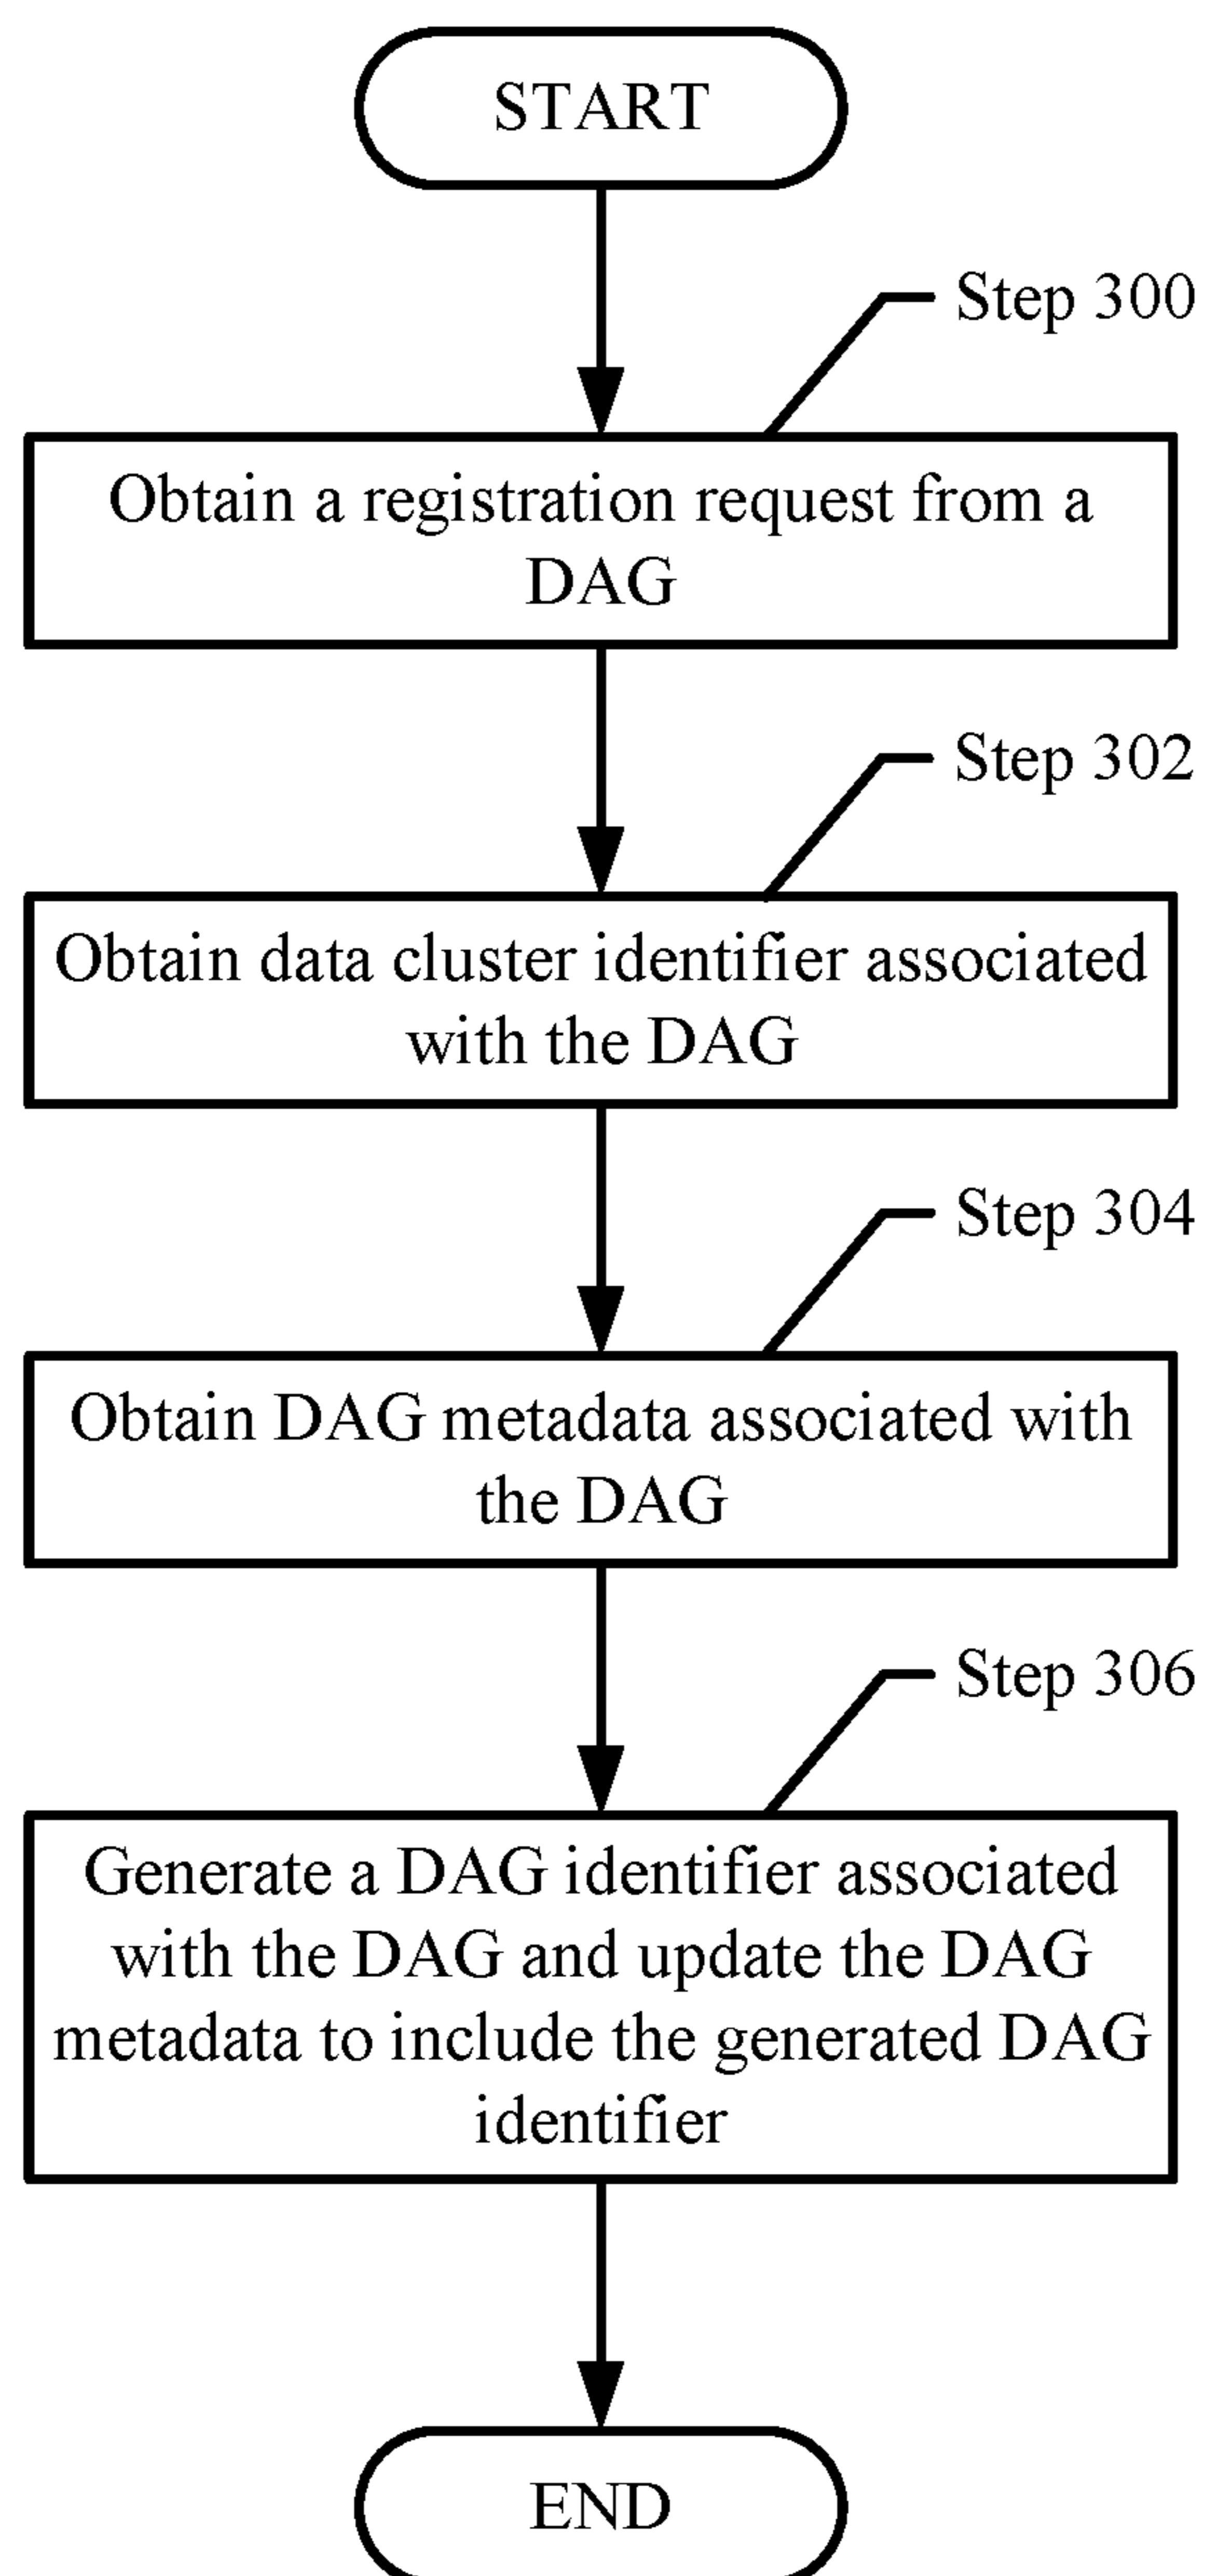 START
Step 300
Obtain a registration request from a
DAG
Step 302
Obtain data cluster identifier associated
with the DAG
Step 304
Obtain DAG metadata associated with
the DAG
Step 306
Generate a DAG identifier associated
with the DAG and update the DAG
metadata to include the generated DAG
identifier
END